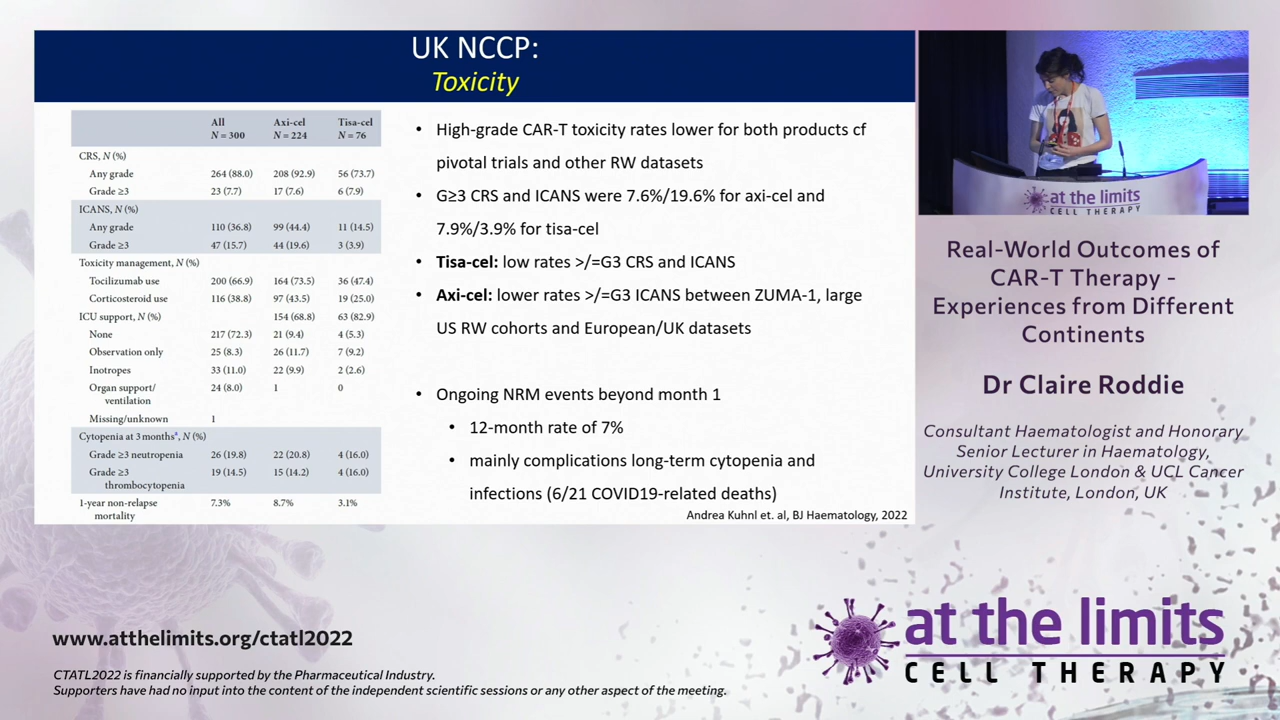 UK NCCP:
Toxicity
All Axi-cel Tisa-cel
N = 300 N = 224 N = 76
CRS, N (%)
Any grade 264 (88.0) 208 (92.9) 56 (73.7)
Grade ≥3 23 (7.7) 17 (7.6) 6 (7.9)
ICANS, N (%)
Any grade 110 (36.8) 99 (44.4) 11 (14.5)
Grade ≥3 47 (15.7) 44 (19.6) 3 (3.9)
Toxicity management, N (%)
Tocilizumab use 200 (66.9) 164 (73.5) 36 (47.4)
Corticosteroid use 116 (38.8) 97 (43.5) 19 (25.0)
ICU support, N (%) 154 (68.8) 63 (82.9)
None 217 (72.3) 21 (9.4) 4 (5.3)
Observation only 25 (8.3) 26 (11.7) 7 (9.2)
Inotropes 33 (11.0) 22 (9.9) 2 (2.6)
Organ support/ 24 (8.0) 1 0
ventilation
Missing/unknown 1
Cytopenia at 3 monthsᵃ, N (%)
Grade ≥3 neutropenia 26 (19.8) 22 (20.8) 4 (16.0)
Grade ≥3 19 (14.5) 15 (14.2) 4 (16.0)
thrombocytopenia
1-year non-relapse 7.3% 8.7% 3.1%
mortality
• High-grade CAR-T toxicity rates lower for both products cf
pivotal trials and other RW datasets
• G≥3 CRS and ICANS were 7.6%/19.6% for axi-cel and
7.9%/3.9% for tisa-cel
• Tisa-cel: low rates >/=G3 CRS and ICANS
• Axi-cel: lower rates >/=G3 ICANS between ZUMA-1, large
US RW cohorts and European/UK datasets
• Ongoing NRM events beyond month 1
• 12-month rate of 7%
• mainly complications long-term cytopenia and
infections (6/21 COVID19-related deaths)
Andrea Kuhnl et. al, BJ Haematology, 2022
at the limits
CELL THERAPY
Real-World Outcomes of
CAR-T Therapy -
Experiences from Different
Continents
Dr Claire Roddie
Consultant Haematologist and Honorary
Senior Lecturer in Haematology,
University College London & UCL Cancer
Institute, London, UK
www.atthelimits.org/ctatl2022
CTATL2022 is financially supported by the Pharmaceutical Industry.
Supporters have had no input into the content of the independent scientific sessions or any other aspect of the meeting.
at the limits
CELL THERAPY